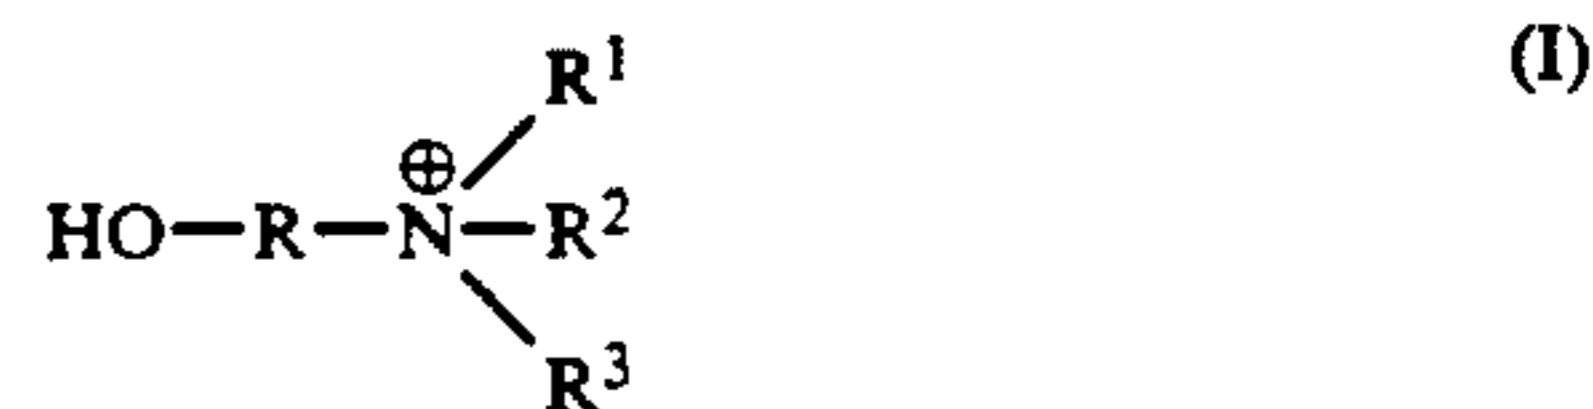 R¹ (I)
⊕
HO—R—N—R²
R³